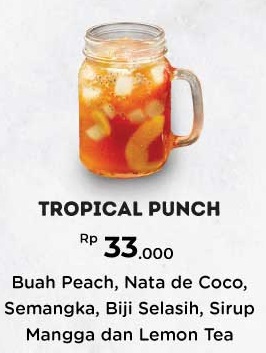 TROPICAL PUNCH
Rp 33.000
Buah Peach, Nata de Coco,
Semangka, Biji Selasih, Sirup
Mangga dan Lemon Tea